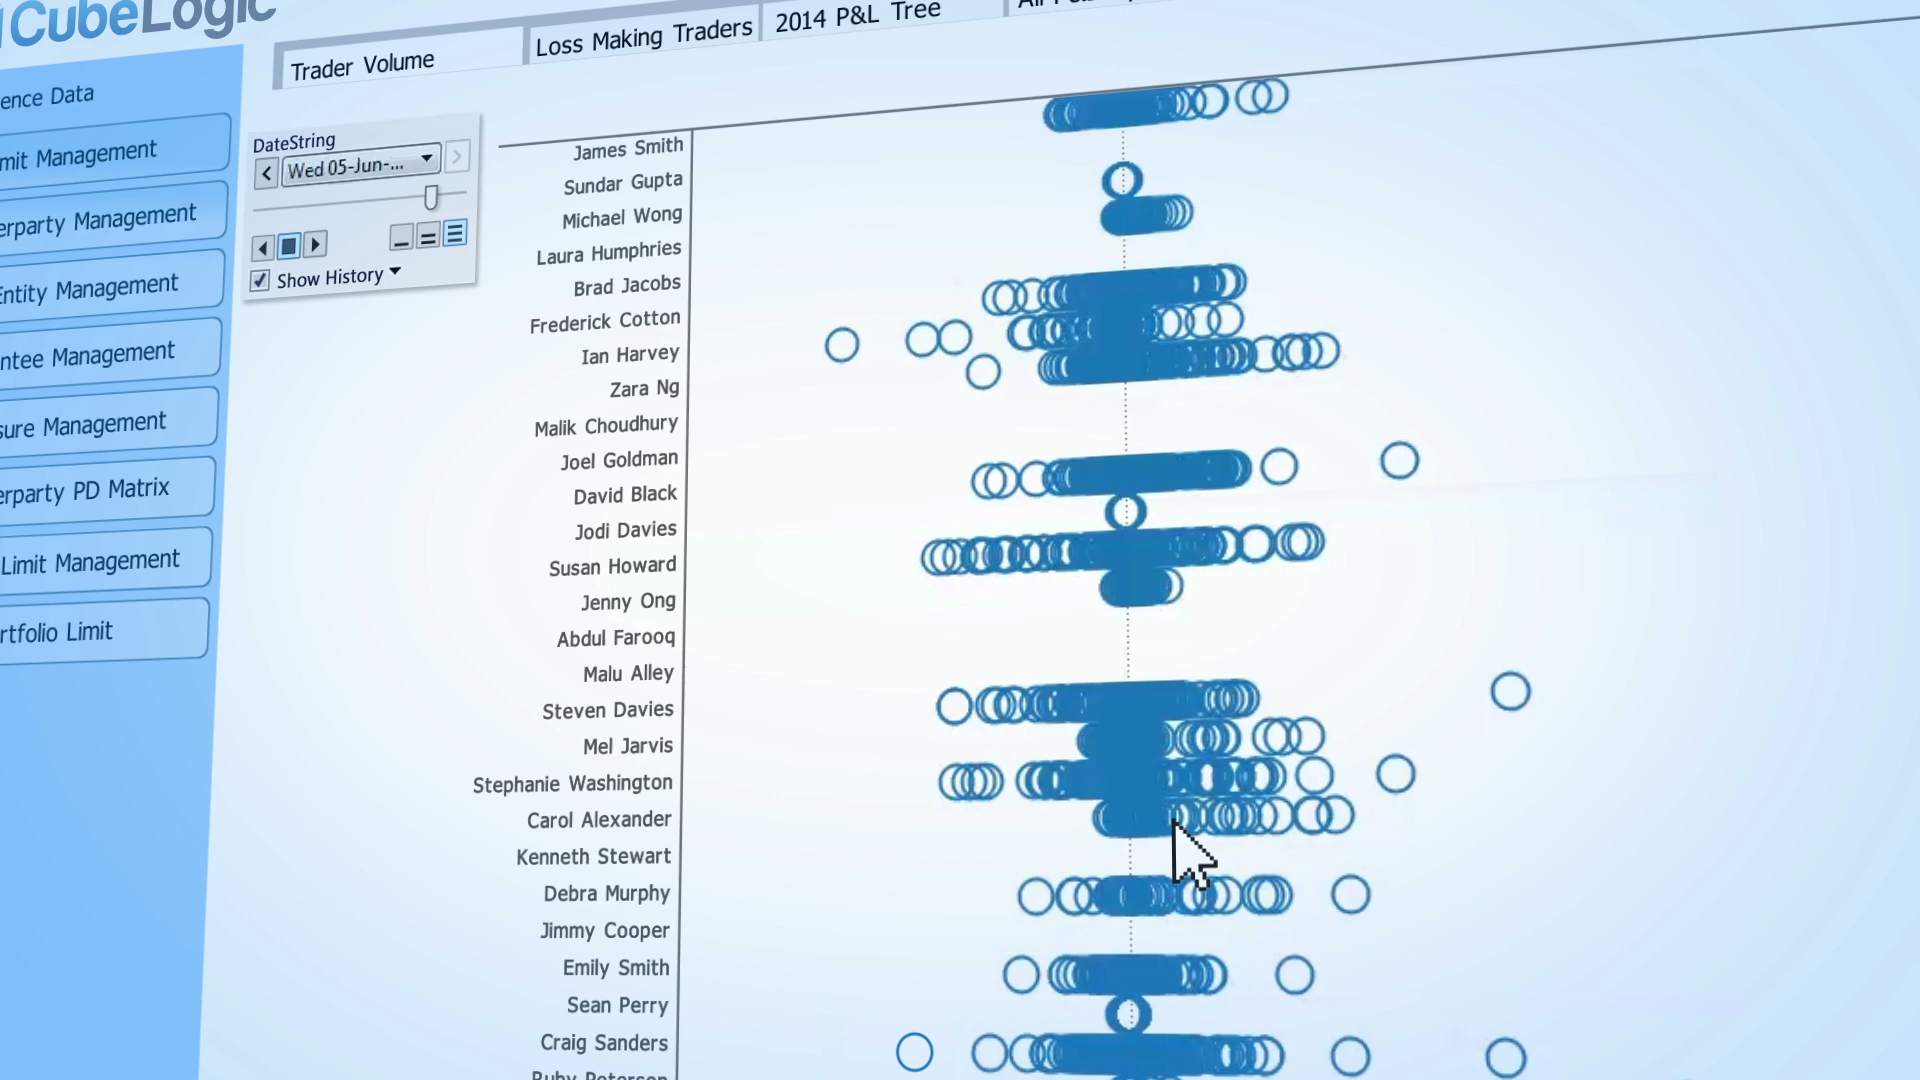 CubeLogic
Trader Volume
Loss Making Traders
2014 P&L Tree
ence Data
mit Management
erparty Management
Entity Management
ntee Management
sure Management
erparty PD Matrix
Limit Management
rtfolio Limit
DateString
Wed 05-Jun-...
Show History
James Smith
Sundar Gupta
Michael Wong
Laura Humphries
Brad Jacobs
Frederick Cotton
Ian Harvey
Zara Ng
Malik Choudhury
Joel Goldman
David Black
Jodi Davies
Susan Howard
Jenny Ong
Abdul Farooq
Malu Alley
Steven Davies
Mel Jarvis
Stephanie Washington
Carol Alexander
Kenneth Stewart
Debra Murphy
Jimmy Cooper
Emily Smith
Sean Perry
Craig Sanders
Ruby Peterson